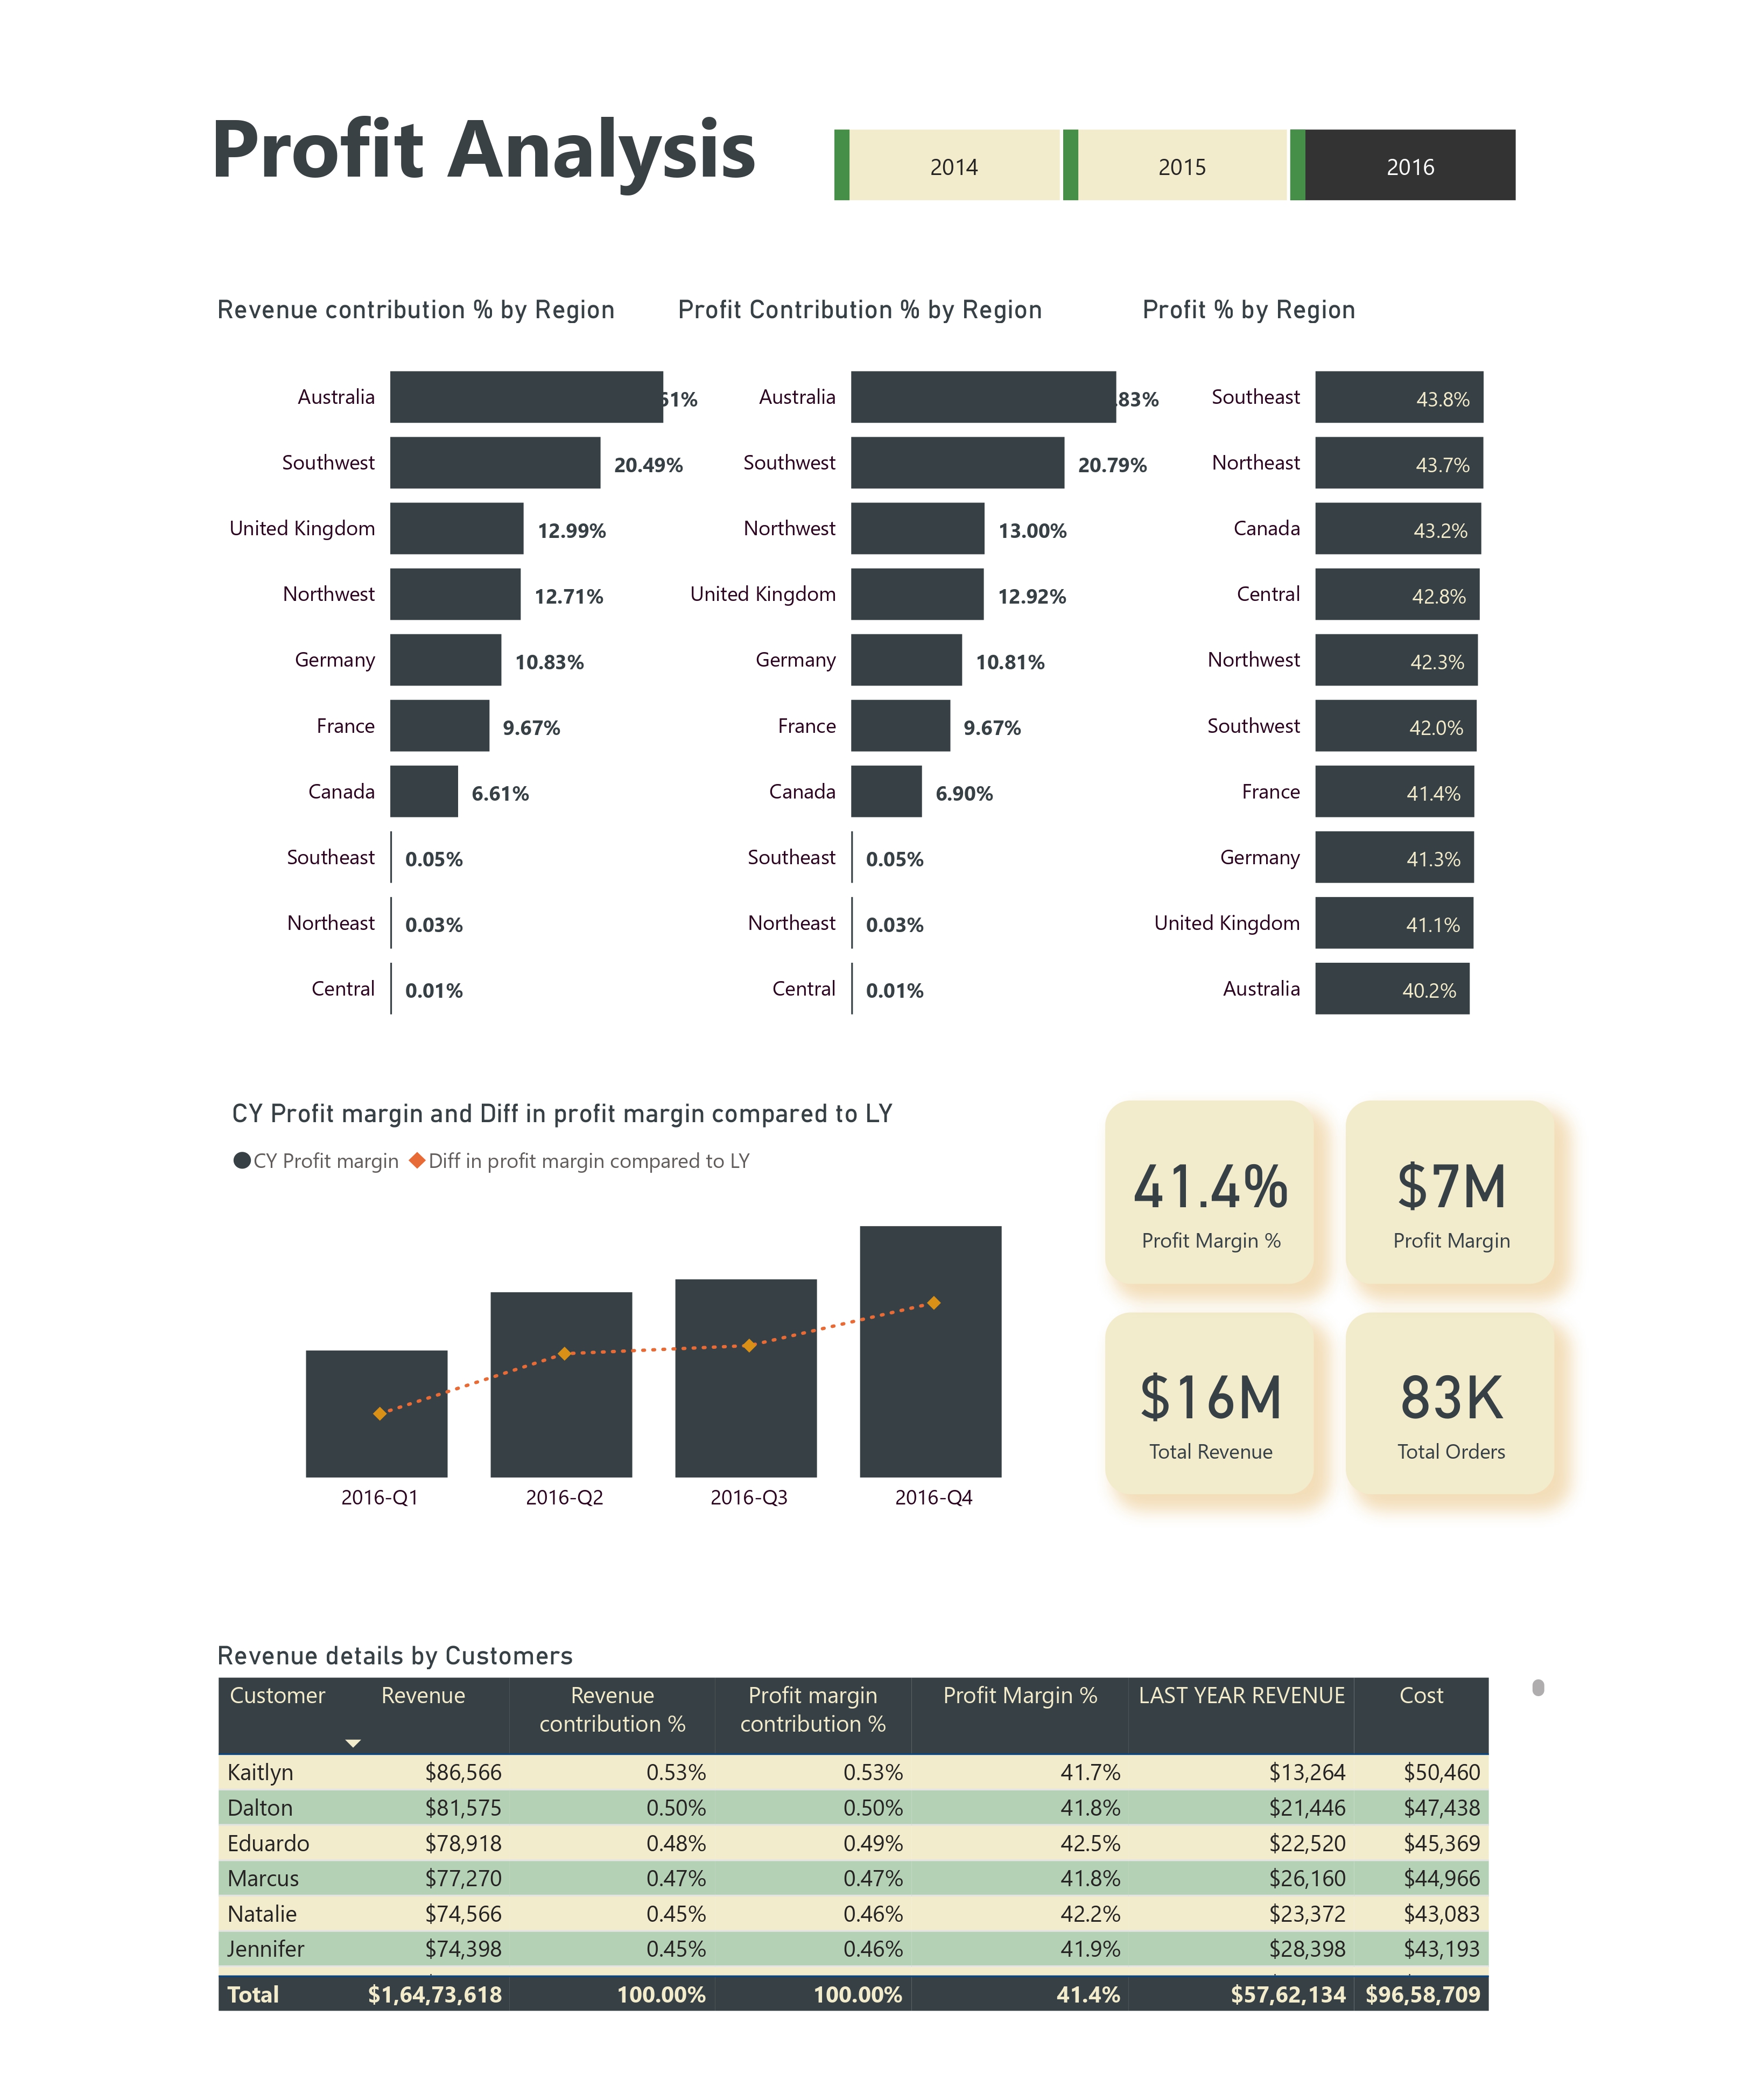 Profit Analysis
2014 2015 2016
Revenue contribution % by Region
Australia 61%
Southwest 20.49%
United Kingdom 12.99%
Northwest 12.71%
Germany 10.83%
France 9.67%
Canada 6.61%
Southeast 0.05%
Northeast 0.03%
Central 0.01%
Profit Contribution % by Region
Australia .83%
Southwest 20.79%
Northwest 13.00%
United Kingdom 12.92%
Germany 10.81%
France 9.67%
Canada 6.90%
Southeast 0.05%
Northeast 0.03%
Central 0.01%
Profit % by Region
Southeast 43.8%
Northeast 43.7%
Canada 43.2%
Central 42.8%
Northwest 42.3%
Southwest 42.0%
France 41.4%
Germany 41.3%
United Kingdom 41.1%
Australia 40.2%
CY Profit margin and Diff in profit margin compared to LY
CY Profit margin Diff in profit margin compared to LY
2016-Q1 2016-Q2 2016-Q3 2016-Q4
41.4%
Profit Margin %
$7M
Profit Margin
$16M
Total Revenue
83K
Total Orders
Revenue details by Customers
Customer Revenue Revenue contribution % Profit margin contribution % Profit Margin % LAST YEAR REVENUE Cost
Kaitlyn $86,566 0.53% 0.53% 41.7% $13,264 $50,460
Dalton $81,575 0.50% 0.50% 41.8% $21,446 $47,438
Eduardo $78,918 0.48% 0.49% 42.5% $22,520 $45,369
Marcus $77,270 0.47% 0.47% 41.8% $26,160 $44,966
Natalie $74,566 0.45% 0.46% 42.2% $23,372 $43,083
Jennifer $74,398 0.45% 0.46% 41.9% $28,398 $43,193
Total $1,64,73,618 100.00% 100.00% 41.4% $57,62,134 $96,58,709